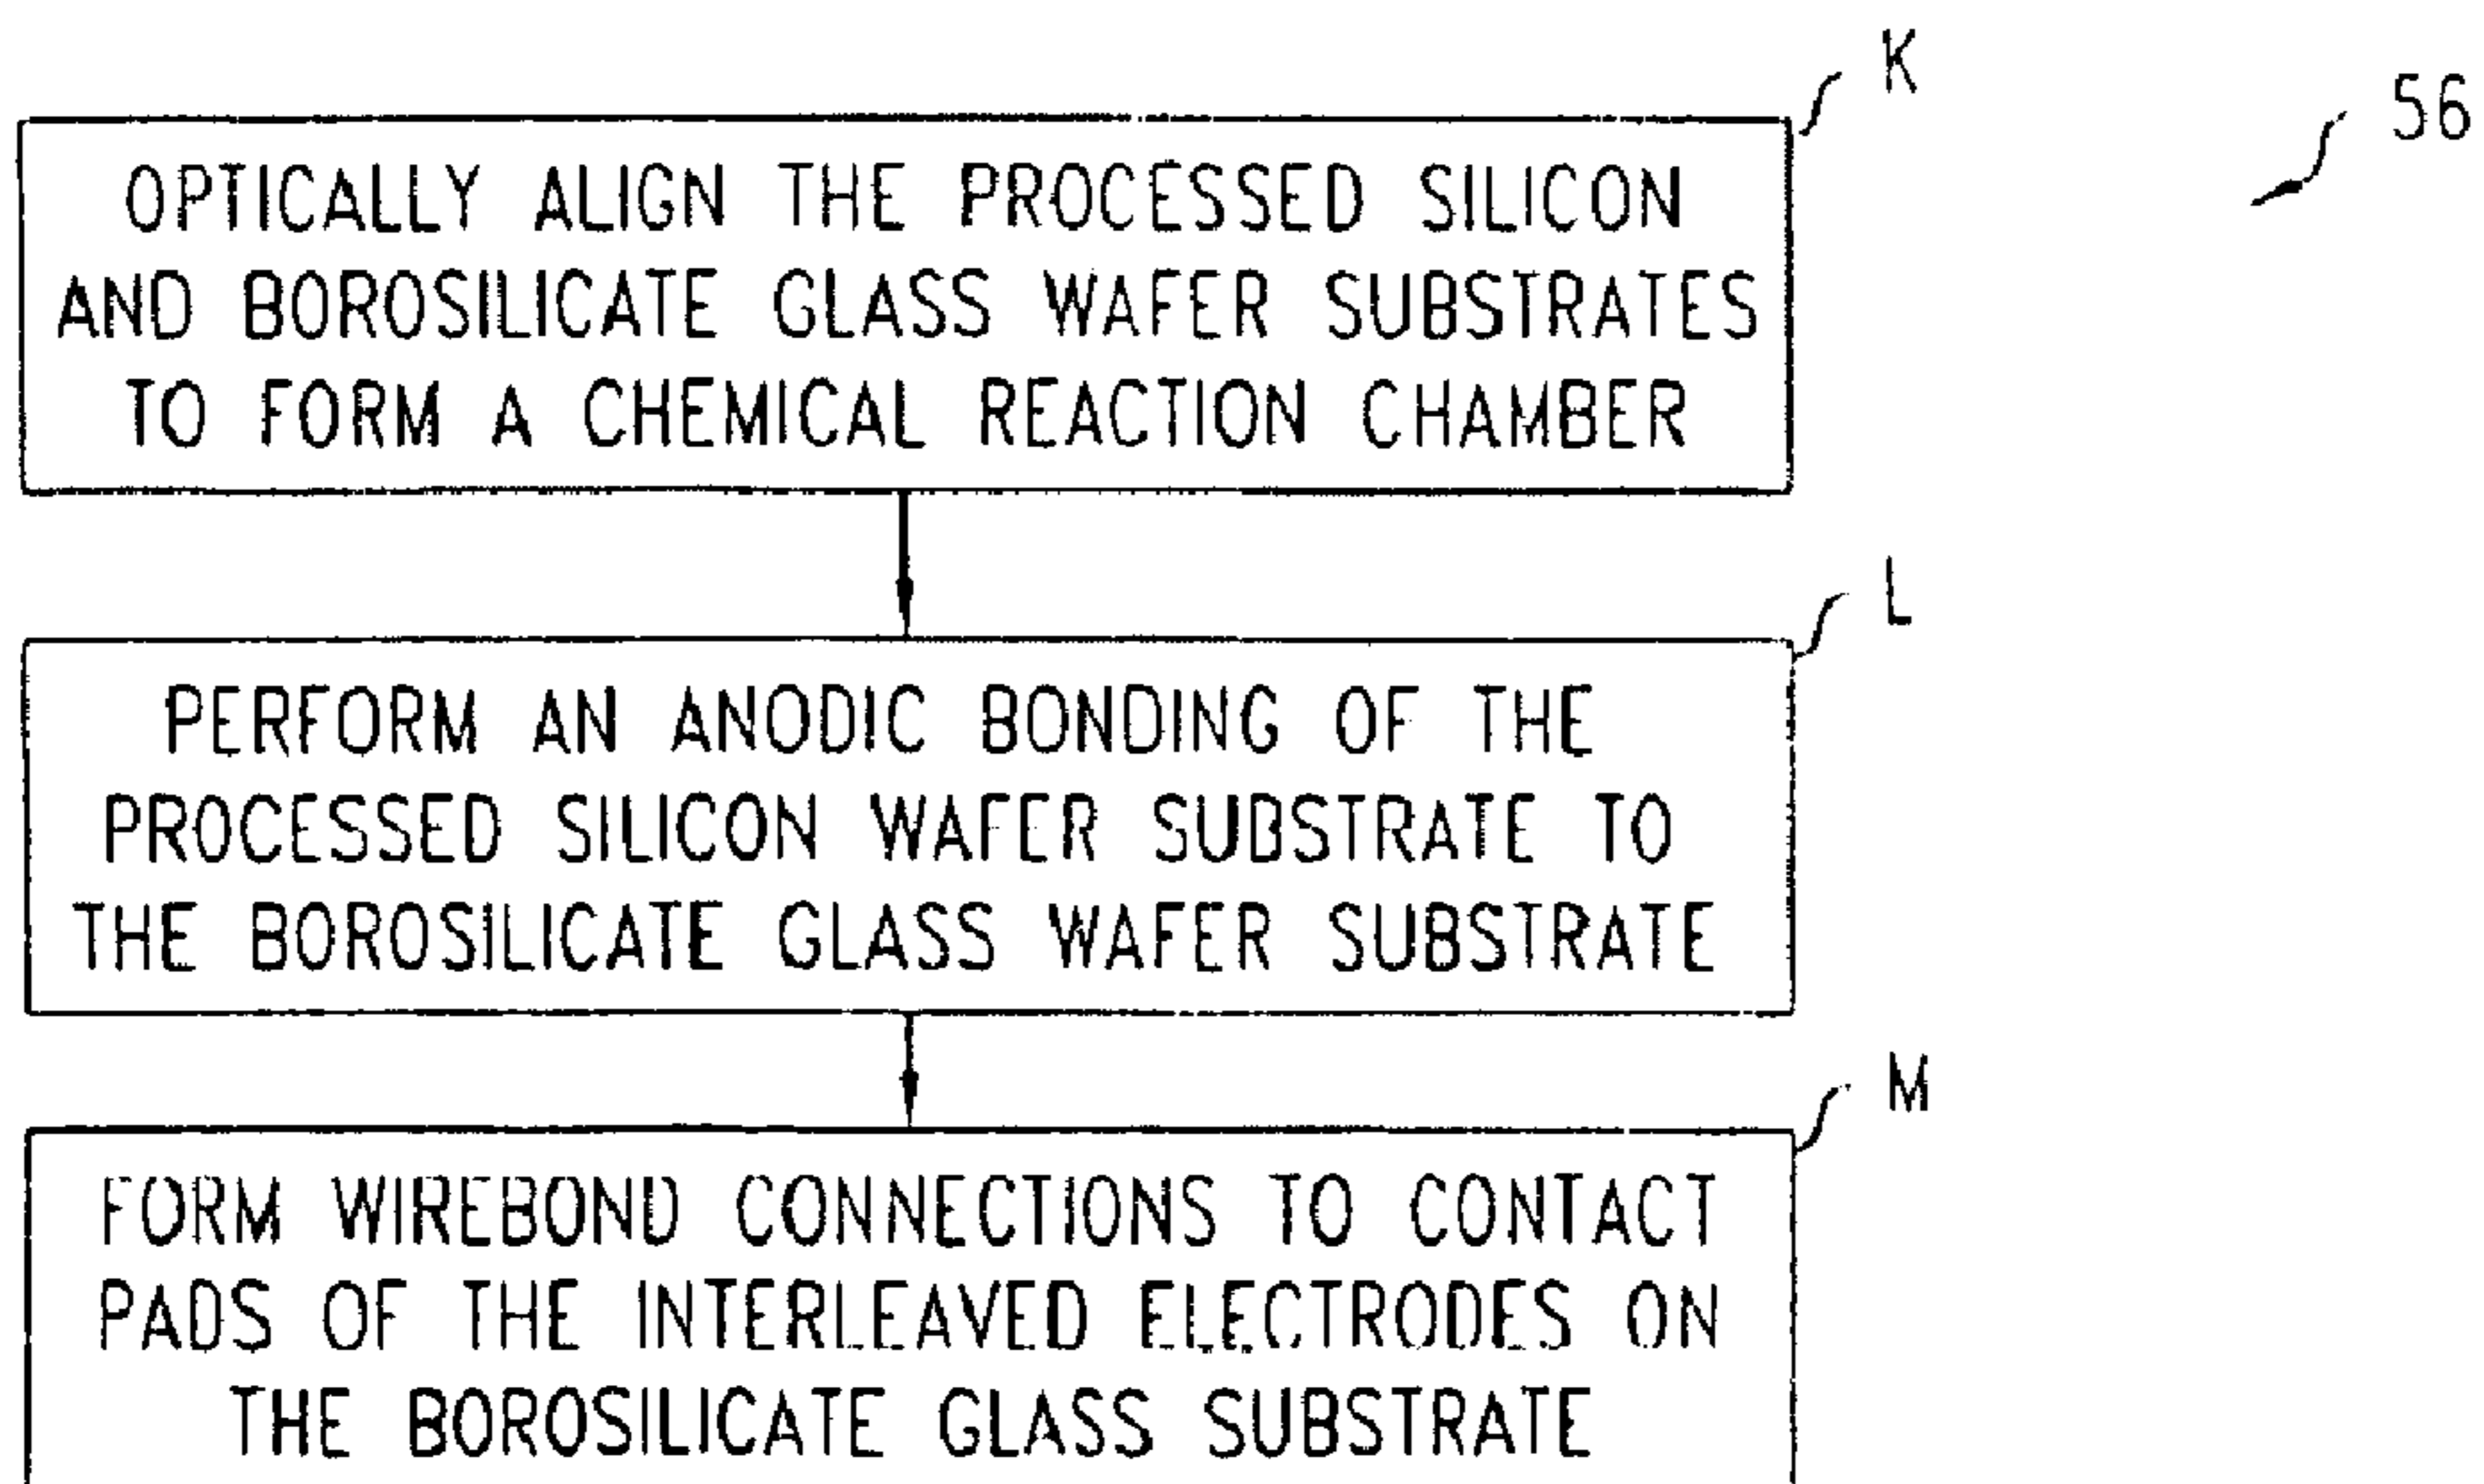 K
56
OPTICALLY ALIGN THE PROCESSED SILICON
AND BOROSILICATE GLASS WAFER SUBSTRATES
TO FORM A CHEMICAL REACTION CHAMBER
L
PERFORM AN ANODIC BONDING OF THE
PROCESSED SILICON WAFER SUBSTRATE TO
THE BOROSILICATE GLASS WAFER SUBSTRATE
M
FORM WIREBOND CONNECTIONS TO CONTACT
PADS OF THE INTERLEAVED ELECTRODES ON
THE BOROSILICATE GLASS SUBSTRATE